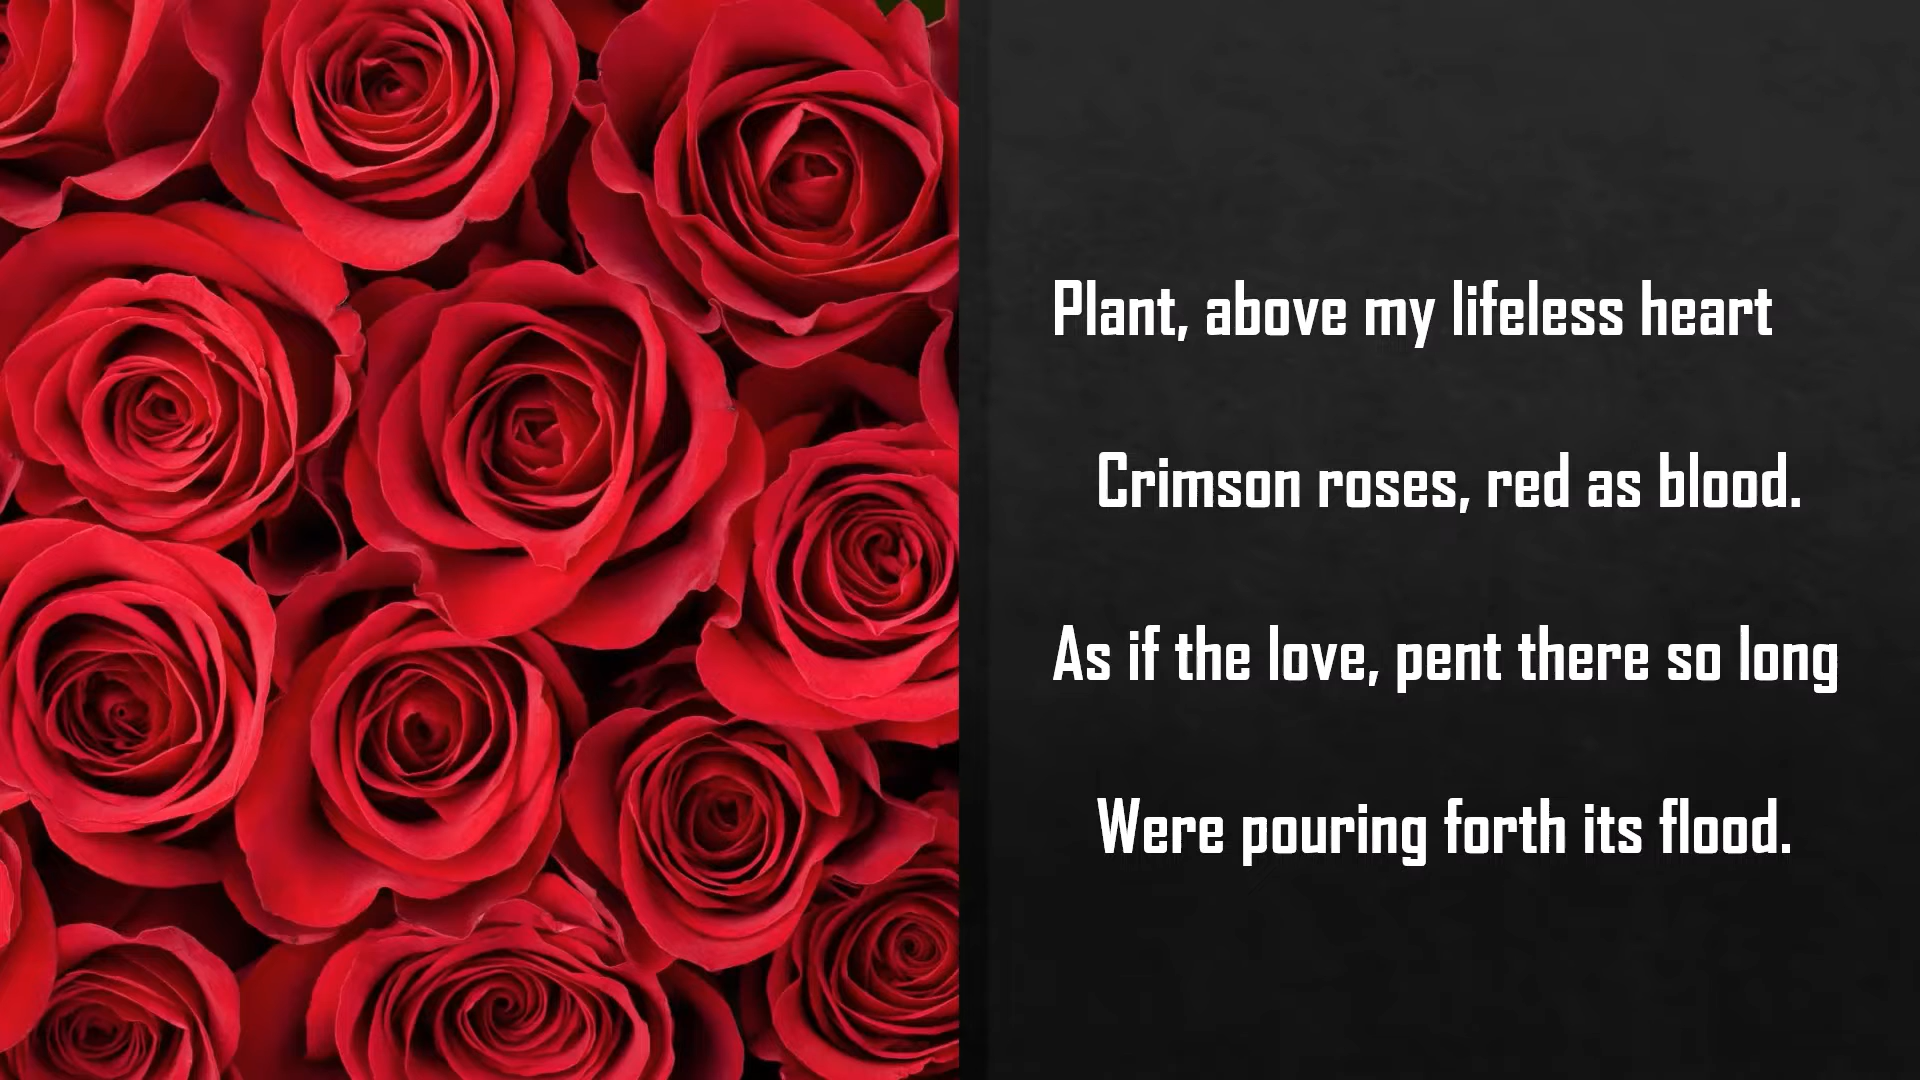 Plant, above my lifeless heart
Crimson roses, red as blood.
As if the love, pent there so long
Were pouring forth its flood.